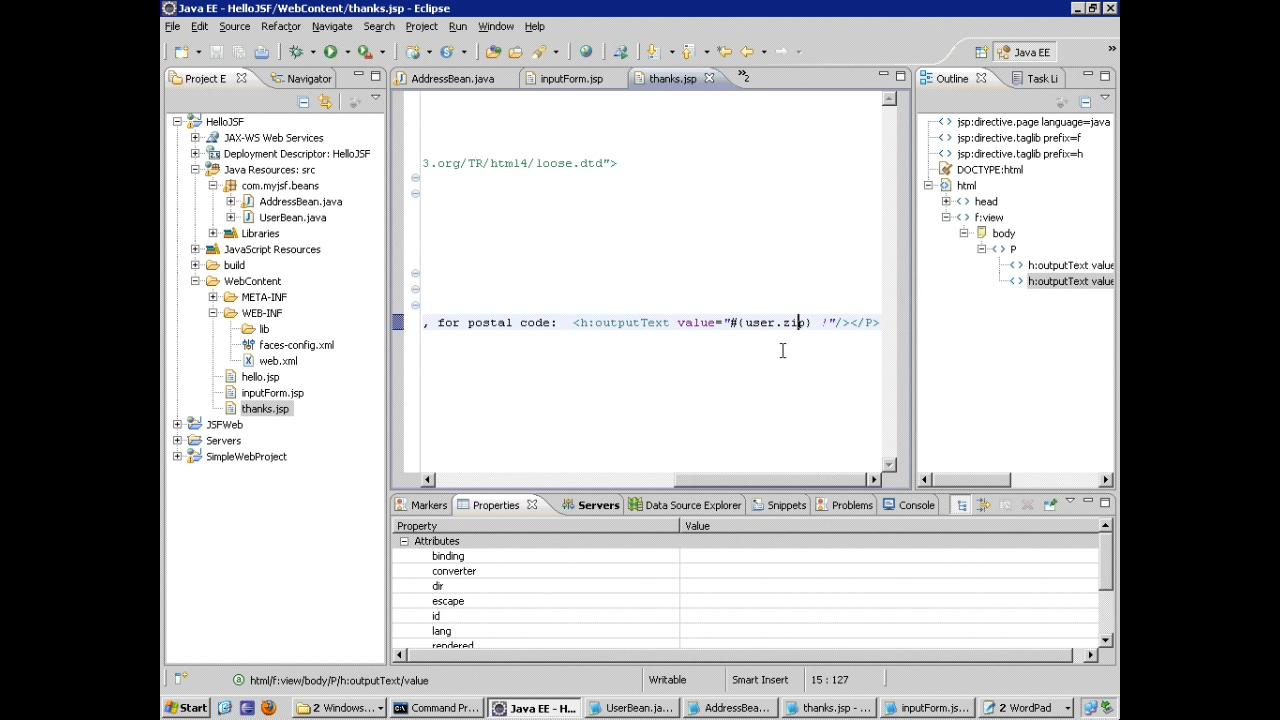 Java EE - HelloJSF/WebContent/thanks.jsp - Eclipse
File Edit Source Refactor Navigate Search Project Run Window Help
Java EE »
Project E Navigator
AddressBean.java inputForm.jsp thanks.jsp »2
Outline Task Li
HelloJSF
JAX-WS Web Services
Deployment Descriptor: HelloJSF
Java Resources: src
com.myjsf.beans
AddressBean.java
UserBean.java
Libraries
JavaScript Resources
build
WebContent
META-INF
WEB-INF
lib
faces-config.xml
web.xml
hello.jsp
inputForm.jsp
thanks.jsp
JSFWeb
Servers
SimpleWebProject
3.org/TR/html4/loose.dtd">
, for postal code: <h:outputText value="#{user.zip} !"/></P>
jsp:directive.page language=java
jsp:directive.taglib prefix=f
jsp:directive.taglib prefix=h
DOCTYPE:html
html
head
f:view
body
P
h:outputText value
h:outputText value
Markers Properties Servers Data Source Explorer Snippets Problems Console
Property Value
Attributes
binding
converter
dir
escape
id
lang
rendered
html/f:view/body/P/h:outputText/value Writable Smart Insert 15 : 127
Start 2 Windows... Command Pr... Java EE - H... UserBean.ja... AddressBea... thanks.jsp - ... inputForm.js... 2 WordPad